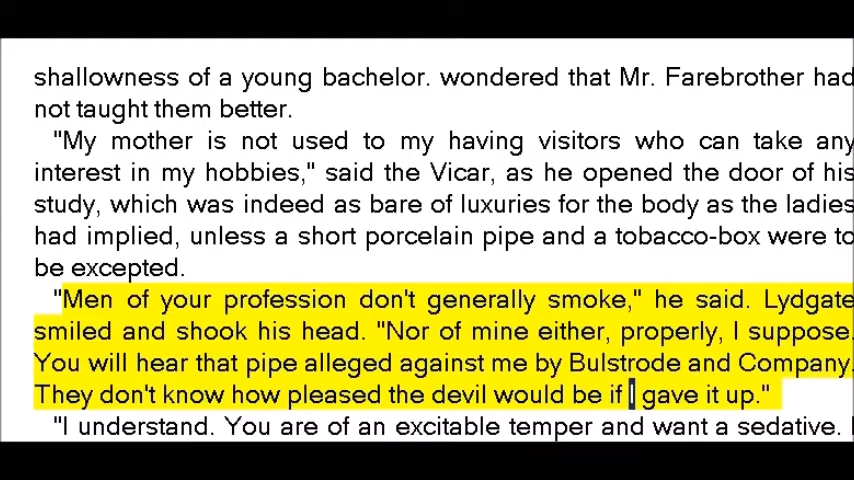 shallowness of a young bachelor. wondered that Mr. Farebrother had
not taught them better.
"My mother is not used to my having visitors who can take any
interest in my hobbies," said the Vicar, as he opened the door of his
study, which was indeed as bare of luxuries for the body as the ladies
had implied, unless a short porcelain pipe and a tobacco-box were to
be excepted.
"Men of your profession don't generally smoke," he said. Lydgate
smiled and shook his head. "Nor of mine either, properly, I suppose.
You will hear that pipe alleged against me by Bulstrode and Company.
They don't know how pleased the devil would be if I gave it up."
"I understand. You are of an excitable temper and want a sedative. I